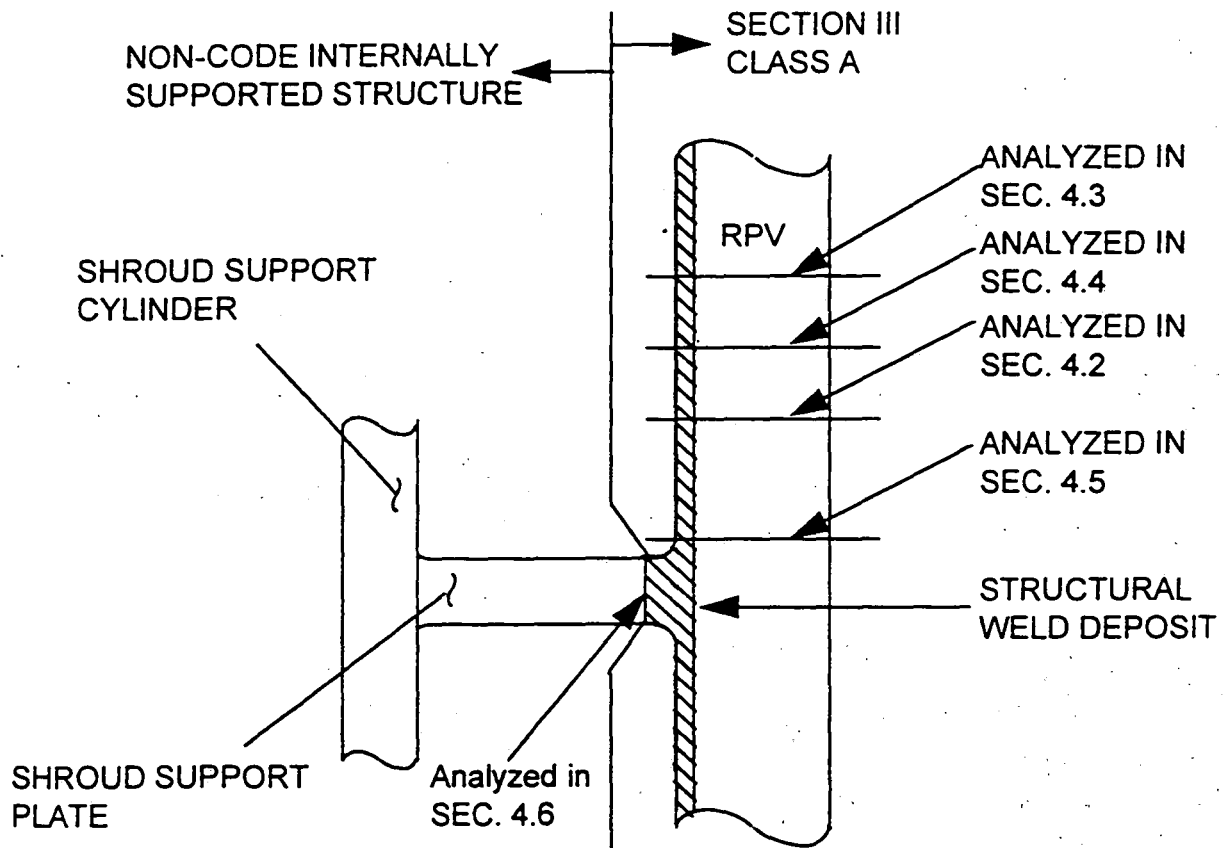 SECTION III
CLASS A
NON-CODE INTERNALLY
SUPPORTED STRUCTURE
ANALYZED IN
SEC. 4.3
RPV
ANALYZED IN
SEC. 4.4
SHROUD SUPPORT
CYLINDER
ANALYZED IN
SEC. 4.2
ANALYZED IN
SEC. 4.5
STRUCTURAL
WELD DEPOSIT
SHROUD SUPPORT
PLATE
Analyzed in
SEC. 4.6